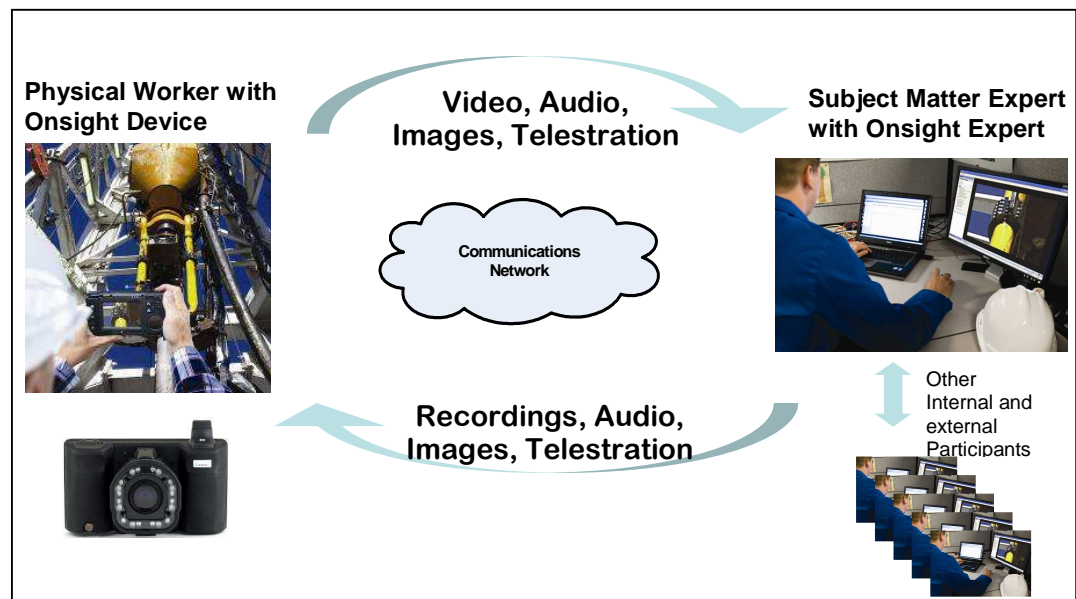 Physical Worker with
Onsight Device
Video, Audio,
Images, Telestration
Subject Matter Expert
with Onsight Expert
Communications
Network
Recordings, Audio,
Images, Telestration
Other
Internal and
external
Participants